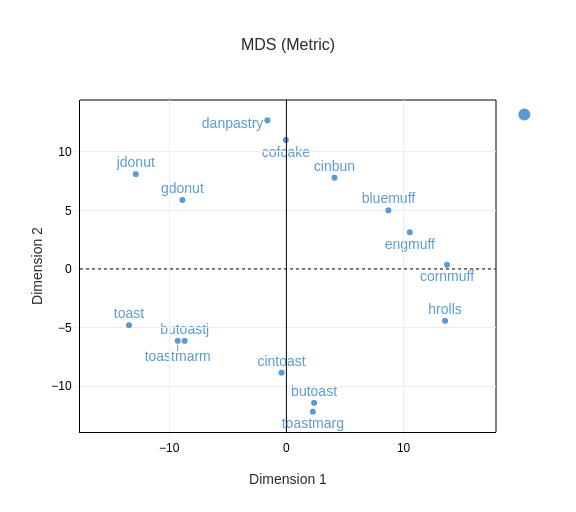 MDS (Metric)
danpastry
cofcake
jdonut
cinbun
gdonut
bluemuff
engmuff
cornmuff
hrolls
toast
butoastj
toastmarm
cintoast
butoast
toastmarg
10
5
0
−5
−10
Dimension 2
−10
0
10
Dimension 1